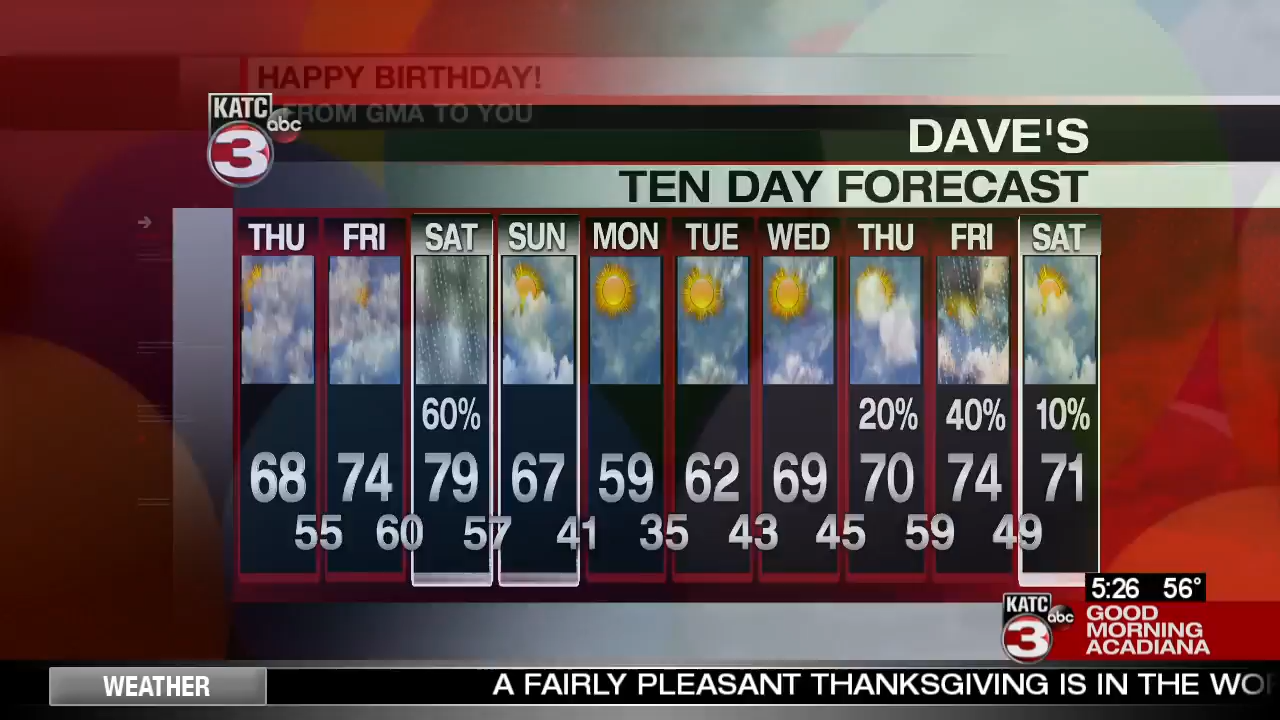 HAPPY BIRTHDAY!
FROM GMA TO YOU
KATC
abc
3
DAVE'S
TEN DAY FORECAST
THU FRI SAT SUN MON TUE WED THU FRI SAT
60% 20% 40% 10%
68 74 79 67 59 62 69 70 74 71
55 60 57 41 35 43 45 59 49
5:26 56°
KATC
abc
3
GOOD
MORNING
ACADIANA
WEATHER
A FAIRLY PLEASANT THANKSGIVING IS IN THE WO